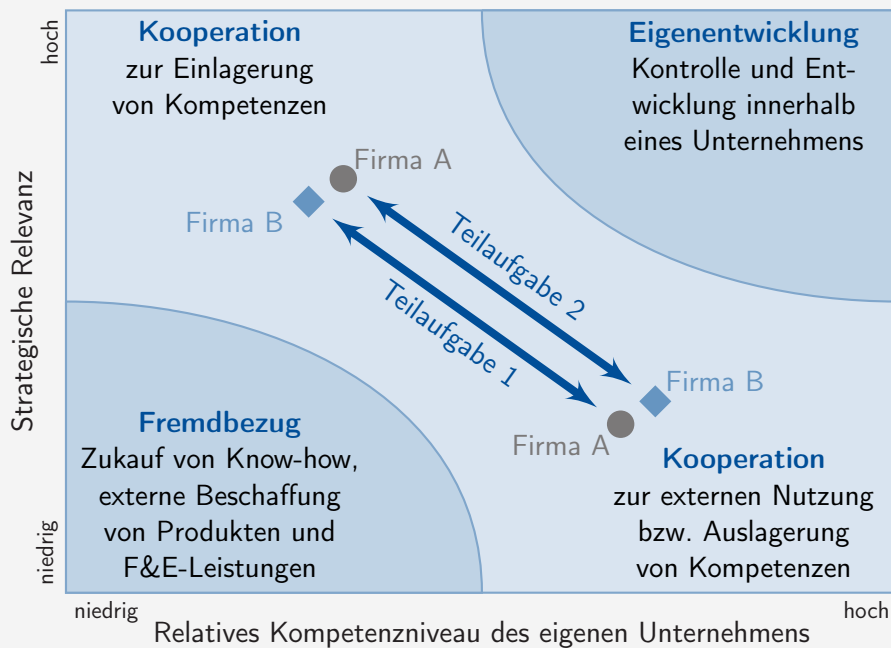 hoch
Kooperation
zur Einlagerung
von Kompetenzen
Eigenentwicklung
Kontrolle und Ent-
wicklung innerhalb
eines Unternehmens
Firma A
Firma B
Teilaufgabe 2
Teilaufgabe 1
Strategische Relevanz
Firma B
Firma A
Fremdbezug
Zukauf von Know-how,
externe Beschaffung
von Produkten und
F&E-Leistungen
Kooperation
zur externen Nutzung
bzw. Auslagerung
von Kompetenzen
niedrig
niedrig
hoch
Relatives Kompetenzniveau des eigenen Unternehmens